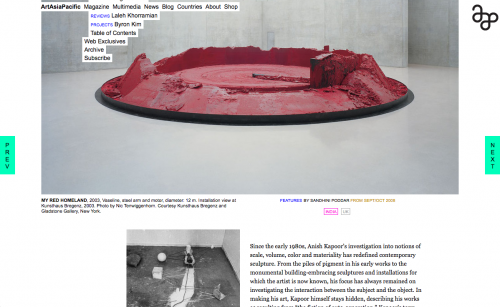 ArtAsiaPacific Magazine Multimedia News Blog Countries About Shop
REVIEWS Laleh Khorramian
PROJECTS Byron Kim
Table of Contents
Web Exclusives
Archive
Subscribe
PREV
NEXT
MY RED HOMELAND, 2003, Vaseline, steel arm and motor, diameter: 12 m. Installation view at
Kunsthaus Bregenz, 2003. Photo by Nic Tenwiggenhorn. Courtesy Kunsthaus Bregenz and
Gladstone Gallery, New York.
FEATURES BY SANDHINI PODDAR FROM SEP/OCT 2008
INDIA
UK
Since the early 1980s, Anish Kapoor's investigation into notions of
scale, volume, color and materiality has redefined contemporary
sculpture. From the piles of pigment in his early works to the
monumental building-embracing sculptures and installations for
which the artist is now known, his focus has always remained on
investigating the interaction between the subject and the object. In
making his art, Kapoor himself stays hidden, describing his works